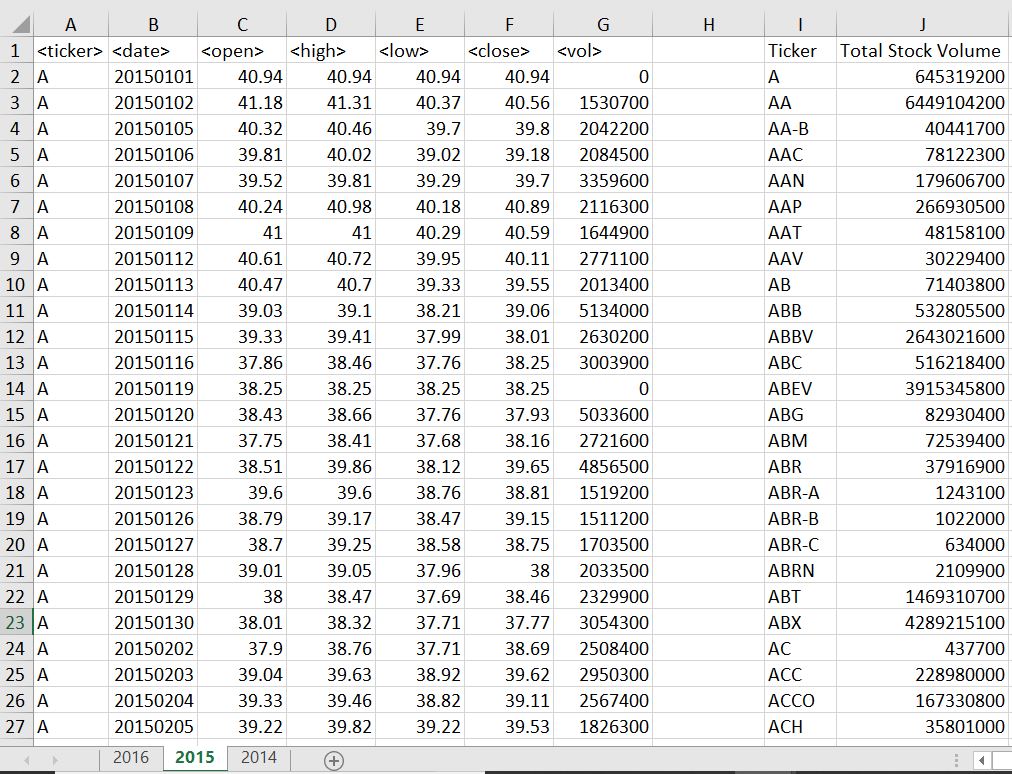 A B C D E F G H I J
1 <ticker> <date> <open> <high> <low> <close> <vol> Ticker Total Stock Volume
2 A 20150101 40.94 40.94 40.94 40.94 0 A 645319200
3 A 20150102 41.18 41.31 40.37 40.56 1530700 AA 6449104200
4 A 20150105 40.32 40.46 39.7 39.8 2042200 AA-B 40441700
5 A 20150106 39.81 40.02 39.02 39.18 2084500 AAC 78122300
6 A 20150107 39.52 39.81 39.29 39.7 3359600 AAN 179606700
7 A 20150108 40.24 40.98 40.18 40.89 2116300 AAP 266930500
8 A 20150109 41 41 40.29 40.59 1644900 AAT 48158100
9 A 20150112 40.61 40.72 39.95 40.11 2771100 AAV 30229400
10 A 20150113 40.47 40.7 39.33 39.55 2013400 AB 71403800
11 A 20150114 39.03 39.1 38.21 39.06 5134000 ABB 532805500
12 A 20150115 39.33 39.41 37.99 38.01 2630200 ABBV 2643021600
13 A 20150116 37.86 38.46 37.76 38.25 3003900 ABC 516218400
14 A 20150119 38.25 38.25 38.25 38.25 0 ABEV 3915345800
15 A 20150120 38.43 38.66 37.76 37.93 5033600 ABG 82930400
16 A 20150121 37.75 38.41 37.68 38.16 2721600 ABM 72539400
17 A 20150122 38.51 39.86 38.12 39.65 4856500 ABR 37916900
18 A 20150123 39.6 39.6 38.76 38.81 1519200 ABR-A 1243100
19 A 20150126 38.79 39.17 38.47 39.15 1511200 ABR-B 1022000
20 A 20150127 38.7 39.25 38.58 38.75 1703500 ABR-C 634000
21 A 20150128 39.01 39.05 37.96 38 2033500 ABRN 2109900
22 A 20150129 38 38.47 37.69 38.46 2329900 ABT 1469310700
23 A 20150130 38.01 38.32 37.71 37.77 3054300 ABX 4289215100
24 A 20150202 37.9 38.76 37.71 38.69 2508400 AC 437700
25 A 20150203 39.04 39.63 38.92 39.62 2950300 ACC 228980000
26 A 20150204 39.33 39.46 38.82 39.11 2567400 ACCO 167330800
27 A 20150205 39.22 39.82 39.22 39.53 1826300 ACH 35801000
2016 2015 2014